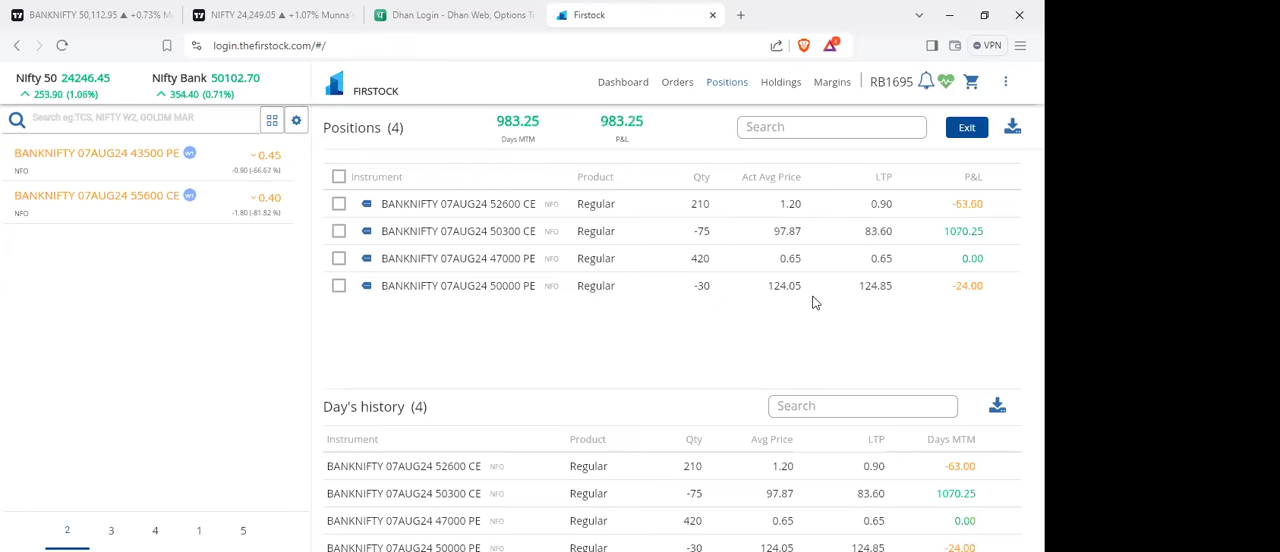 BANKNIFTY 50,112.95 ▲ +0.73% Mu
NIFTY 24,249.05 ▲ +1.07% Munna
Dhan Login - Dhan Web, Options T
Firstock
login.thefirstock.com/#/
VPN
Nifty 50 24246.45
253.90 (1.06%)
Nifty Bank 50102.70
354.40 (0.71%)
FIRSTOCK
Dashboard Orders Positions Holdings Margins RB1695
Search eg:TCS, NIFTY W2, GOLDM MAR
BANKNIFTY 07AUG24 43500 PE W1 0.45
NFO -0.90 (-66.62 %)
BANKNIFTY 07AUG24 55600 CE W1 0.40
NFO -1.80 (-81.82 %)
2 3 4 1 5
Positions (4) 983.25 983.25 Search Exit
Days MTM P&L
Instrument Product Qty Act Avg Price LTP P&L
BANKNIFTY 07AUG24 52600 CE NFO Regular 210 1.20 0.90 -63.60
BANKNIFTY 07AUG24 50300 CE NFO Regular -75 97.87 83.60 1070.25
BANKNIFTY 07AUG24 47000 PE NFO Regular 420 0.65 0.65 0.00
BANKNIFTY 07AUG24 50000 PE NFO Regular -30 124.05 124.85 -24.00
Day's history (4) Search
Instrument Product Qty Avg Price LTP Days MTM
BANKNIFTY 07AUG24 52600 CE NFO Regular 210 1.20 0.90 -63.00
BANKNIFTY 07AUG24 50300 CE NFO Regular -75 97.87 83.60 1070.25
BANKNIFTY 07AUG24 47000 PE NFO Regular 420 0.65 0.65 0.00
BANKNIFTY 07AUG24 50000 PE NFO Regular -30 124.05 124.85 -24.00